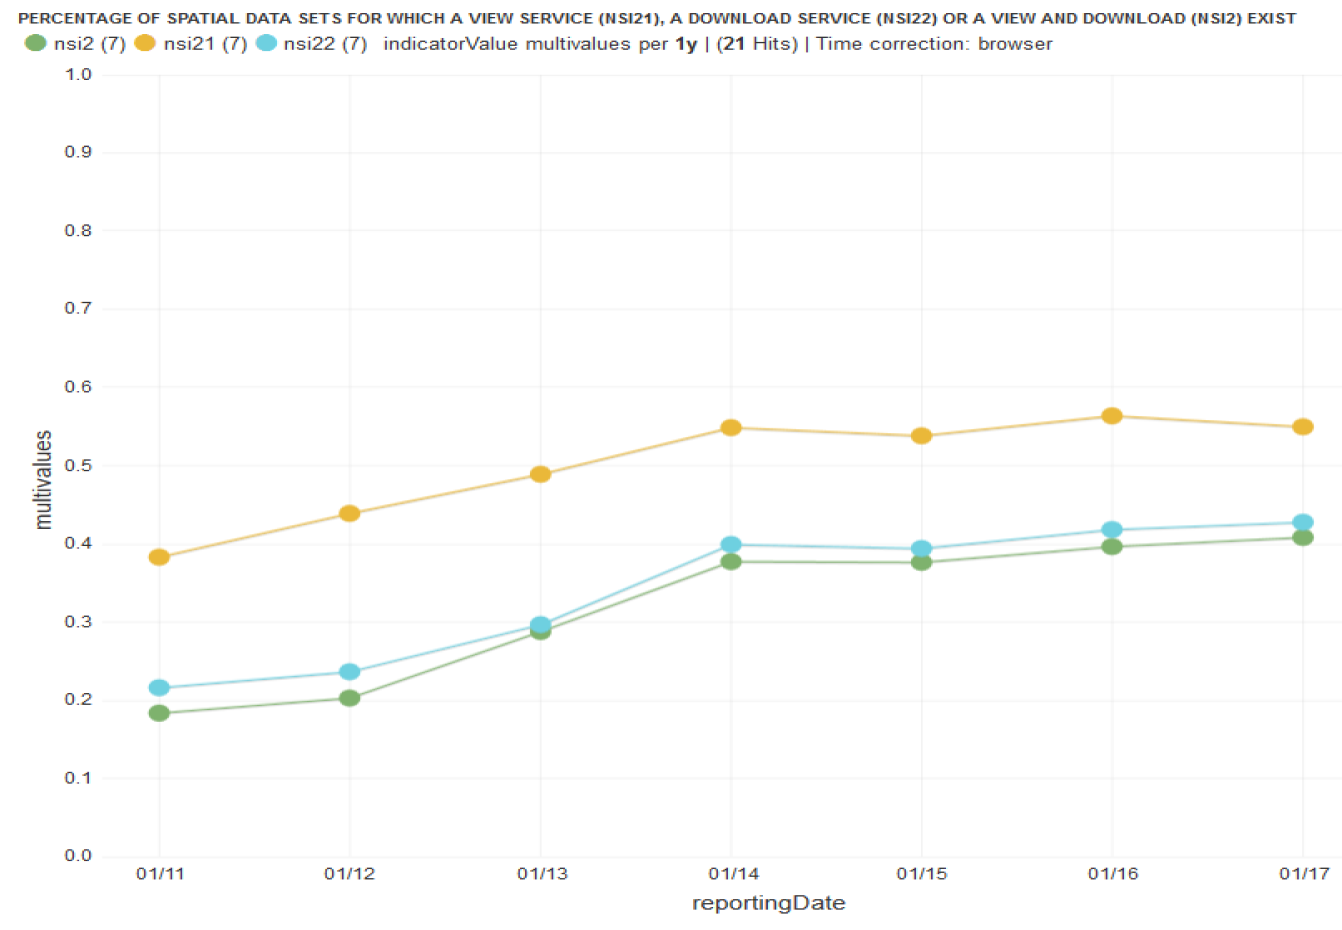 PERCENTAGE OF SPATIAL DATA SETS FOR WHICH A VIEW SERVICE (NSI21), A DOWNLOAD SERVICE (NSI22) OR A VIEW AND DOWNLOAD (NSI2) EXIST
nsi2 (7) nsi21 (7) nsi22 (7) indicatorValue multivalues per 1y | (21 Hits) | Time correction: browser
1.0
0.9
0.8
0.7
0.6
0.5
0.4
0.3
0.2
0.1
0.0
multivalues
01/11 01/12 01/13 01/14 01/15 01/16 01/17
reportingDate